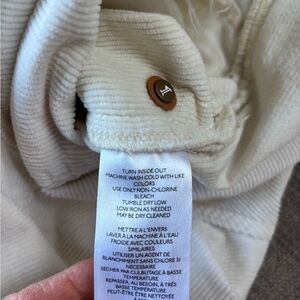 TURN INSIDE OUT
MACHINE WASH COLD WITH LIKE
COLORS
USE ONLY NON-CHLORINE
BLEACH
TUMBLE DRY LOW
LOW IRON AS NEEDED
MAY BE DRY CLEANED
METTRE A L'ENVERS
LAVER À LA MACHINE À L'EAU
FROIDE AVEC COULEURS
SIMILAIRES
UTILISER UN AGENT DE
BLANCHIMENT SANS CHLORE SI
NÉCESSAIRE
SÉCHER PAR CULBUTAGE À BASSE
TEMPÉRATURE
REPASSER, AU BESOIN, À TRÈS
BASSE TEMPÉRATURE
PEUT-ÊTRE ÊTRE NETTOYÉE